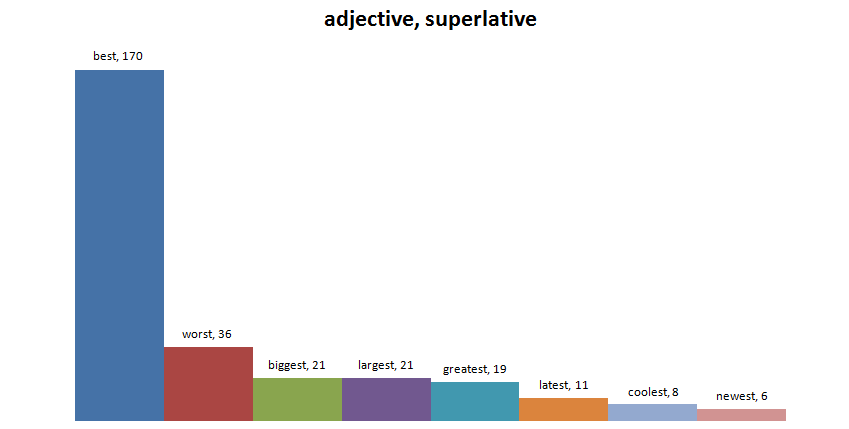 adjective, superlative
best, 170
worst, 36
biggest, 21
largest, 21
greatest, 19
latest, 11
coolest, 8
newest, 6